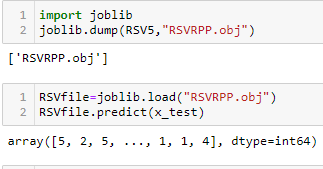 1 import joblib
2 joblib.dump(RSV5,"RSVRPP.obj")
['RSVRPP.obj']
1 RSVfile=joblib.load("RSVRPP.obj")
2 RSVfile.predict(x_test)
array([5, 2, 5, ..., 1, 1, 4], dtype=int64)